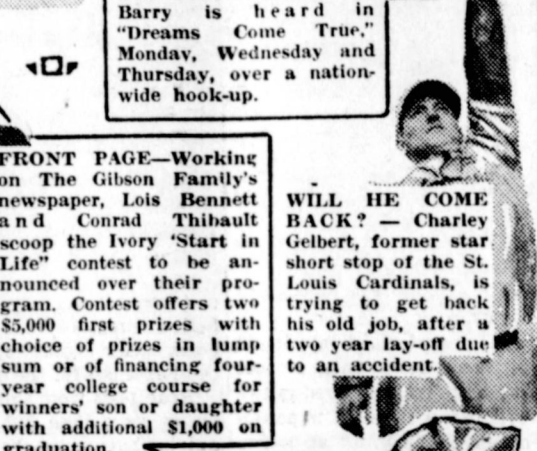 Barry is heard in
"Dreams Come True,"
Monday, Wednesday and
Thursday, over a nation-
wide hook-up.
FRONT PAGE—Working
on The Gibson Family's
newspaper, Lois Bennett
and Conrad Thibault
scoop the Ivory 'Start in
Life" contest to be an-
nounced over their pro-
gram. Contest offers two
$5,000 first prizes with
choice of prizes in lump
sum or of financing four-
year college course for
winners' son or daughter
with additional $1,000 on
graduation.
WILL HE COME
BACK? — Charley
Gelbert, former star
short stop of the St.
Louis Cardinals, is
trying to get back
his old job, after a
two year lay-off due
to an accident.